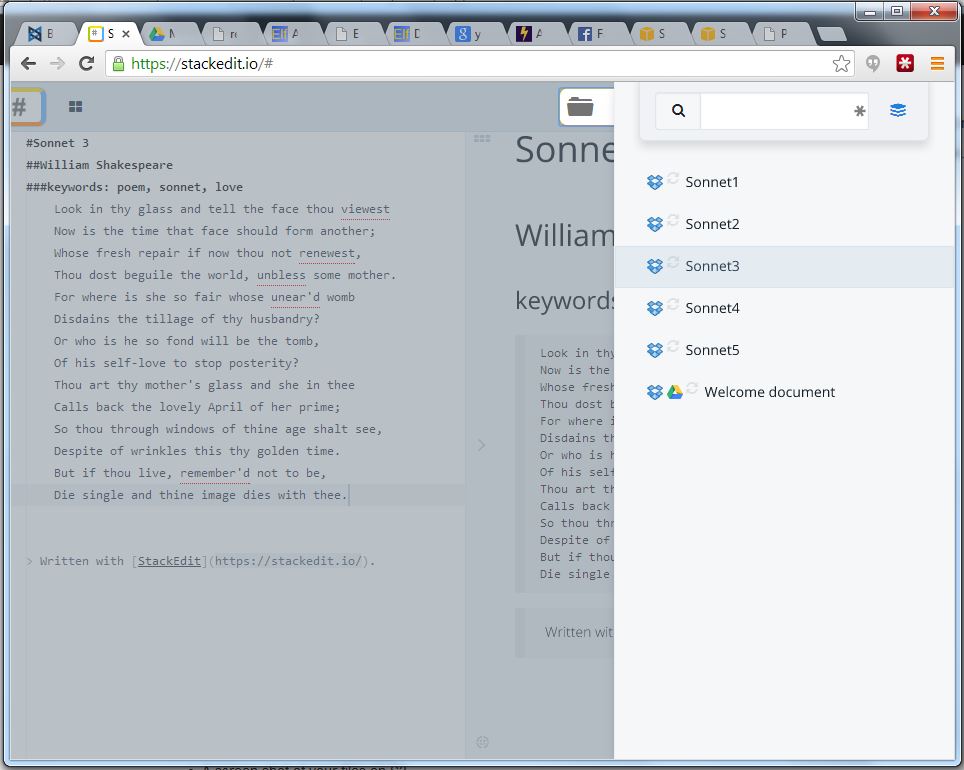 B
S
M
A
E
D
y
A
F
S
S
P
https://stackedit.io/#
#Sonnet 3
##William Shakespeare
###keywords: poem, sonnet, love
Look in thy glass and tell the face thou viewest
Now is the time that face should form another;
Whose fresh repair if now thou not renewest,
Thou dost beguile the world, unbless some mother.
For where is she so fair whose unear'd womb
Disdains the tillage of thy husbandry?
Or who is he so fond will be the tomb,
Of his self-love to stop posterity?
Thou art thy mother's glass and she in thee
Calls back the lovely April of her prime;
So thou through windows of thine age shalt see,
Despite of wrinkles this thy golden time.
But if thou live, remember'd not to be,
Die single and thine image dies with thee.
> Written with [StackEdit](https://stackedit.io/).
Sonne
William
keywords
Look in thy
Now is the
Whose fresh
Thou dost b
For where i
Disdains th
Or who is h
Of his self
Thou art th
Calls back
So thou thr
Despite of
But if thou
Die single
Written wit
Sonnet1
Sonnet2
Sonnet3
Sonnet4
Sonnet5
Welcome document